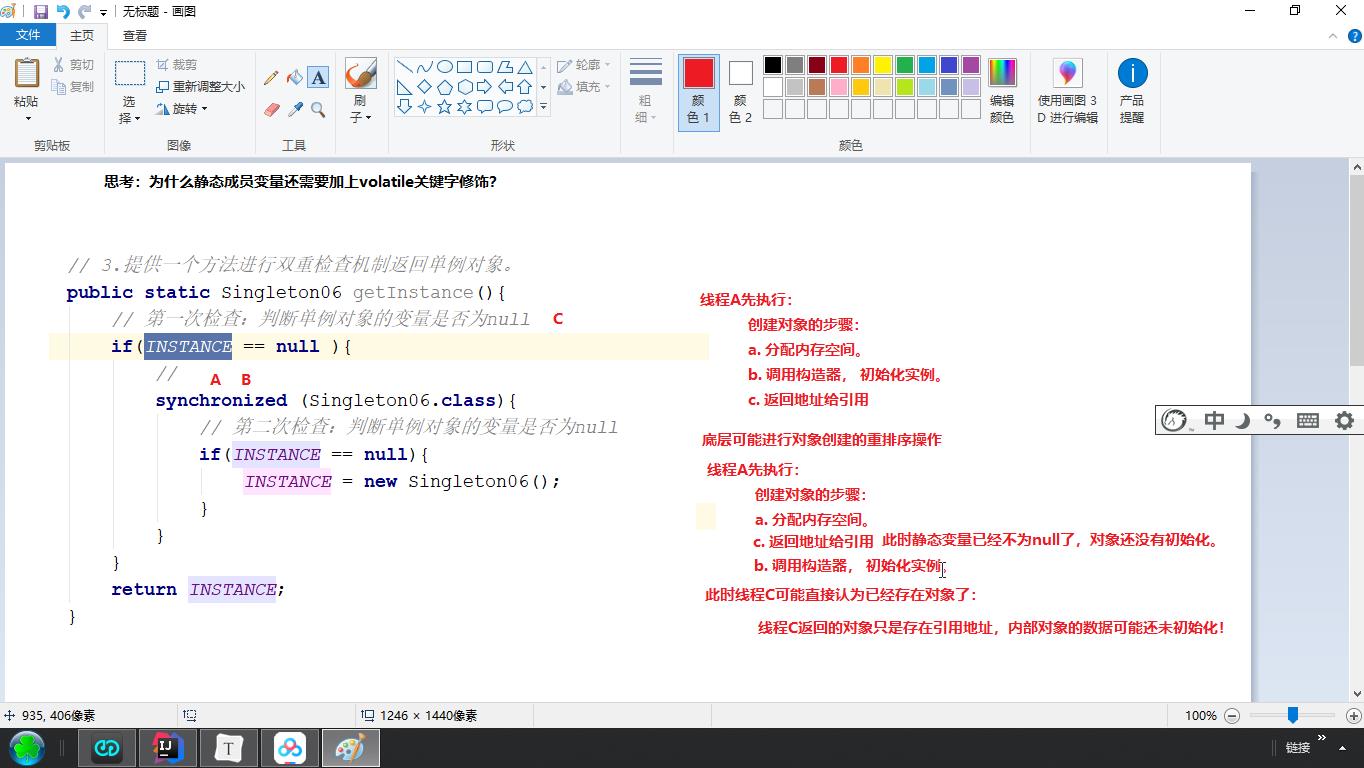 无标题 - 画图
文件 主页 查看
粘贴
剪切
复制
剪贴板
选择
裁剪
重新调整大小
旋转
图像
A
工具
刷子
形状
轮廓
填充
粗细
颜色 1
颜色 2
颜色
编辑颜色
使用画图 3D 进行编辑
产品提醒
思考：为什么静态成员变量还需要加上volatile关键字修饰？
// 3.提供一个方法进行双重检查机制返回单例对象。
public static Singleton06 getInstance(){
// 第一次检查：判断单例对象的变量是否为null C
if(INSTANCE == null ){
//
A B
synchronized (Singleton06.class){
// 第二次检查：判断单例对象的变量是否为null
if(INSTANCE == null){
INSTANCE = new Singleton06();
}
}
}
return INSTANCE;
}
线程A先执行：
创建对象的步骤：
a. 分配内存空间。
b. 调用构造器， 初始化实例。
c. 返回地址给引用
底层可能进行对象创建的重排序操作
线程A先执行：
创建对象的步骤：
a. 分配内存空间。
c. 返回地址给引用 此时静态变量已经不为null了，对象还没有初始化。
b. 调用构造器， 初始化实例。
此时线程C可能直接认为已经存在对象了：
线程C返回的对象只是存在引用地址，内部对象的数据可能还未初始化！
中
935, 406像素
1246 × 1440像素
100%
IJ
T
链接